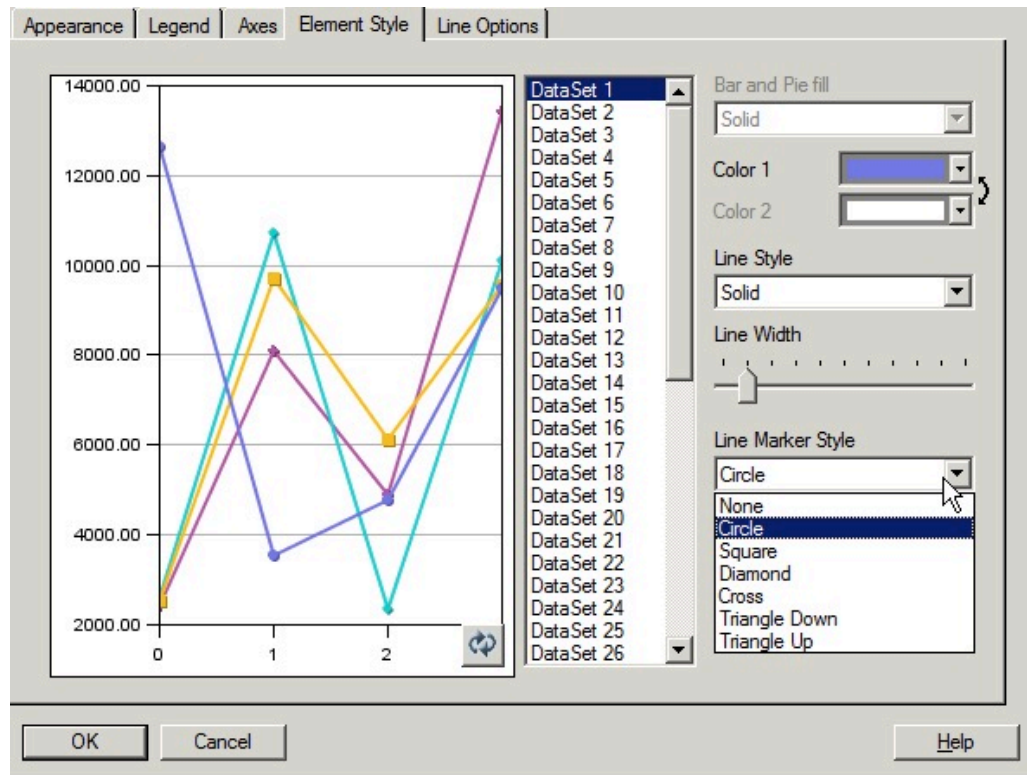 Appearance Legend Axes Element Style Line Options
14000.00
12000.00
10000.00
8000.00
6000.00
4000.00
2000.00
0 1 2
DataSet 1
DataSet 2
DataSet 3
DataSet 4
DataSet 5
DataSet 6
DataSet 7
DataSet 8
DataSet 9
DataSet 10
DataSet 11
DataSet 12
DataSet 13
DataSet 14
DataSet 15
DataSet 16
DataSet 17
DataSet 18
DataSet 19
DataSet 20
DataSet 21
DataSet 22
DataSet 23
DataSet 24
DataSet 25
DataSet 26
Bar and Pie fill
Solid
Color 1
Color 2
Line Style
Solid
Line Width
Line Marker Style
Circle
None
Circle
Square
Diamond
Cross
Triangle Down
Triangle Up
OK Cancel Help